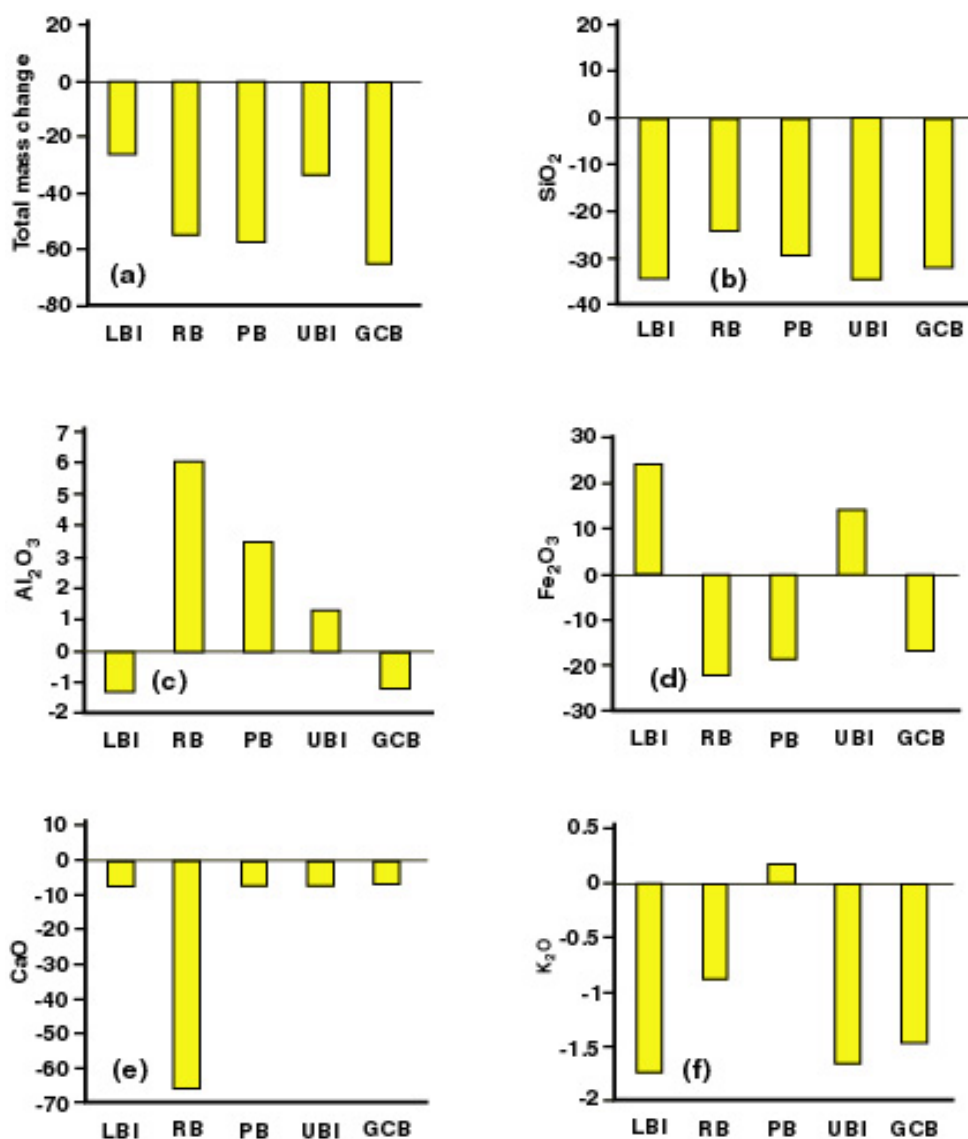 20
0
-20
-40
-60
-80
Total mass change
(a)
LBI RB PB UBI GCB
20
10
0
-10
-20
-30
-40
SiO₂
(b)
LBI RB PB UBI GCB
7
6
5
4
3
2
1
0
-1
-2
Al₂O₃
(c)
LBI RB PB UBI GCB
30
20
10
0
-10
-20
-30
Fe₂O₃
(d)
LBI RB PB UBI GCB
10
0
-10
-20
-30
-40
-50
-60
-70
CaO
(e)
LBI RB PB UBI GCB
0.5
0
-0.5
-1
-1.5
-2
K₂O
(f)
LBI RB PB UBI GCB